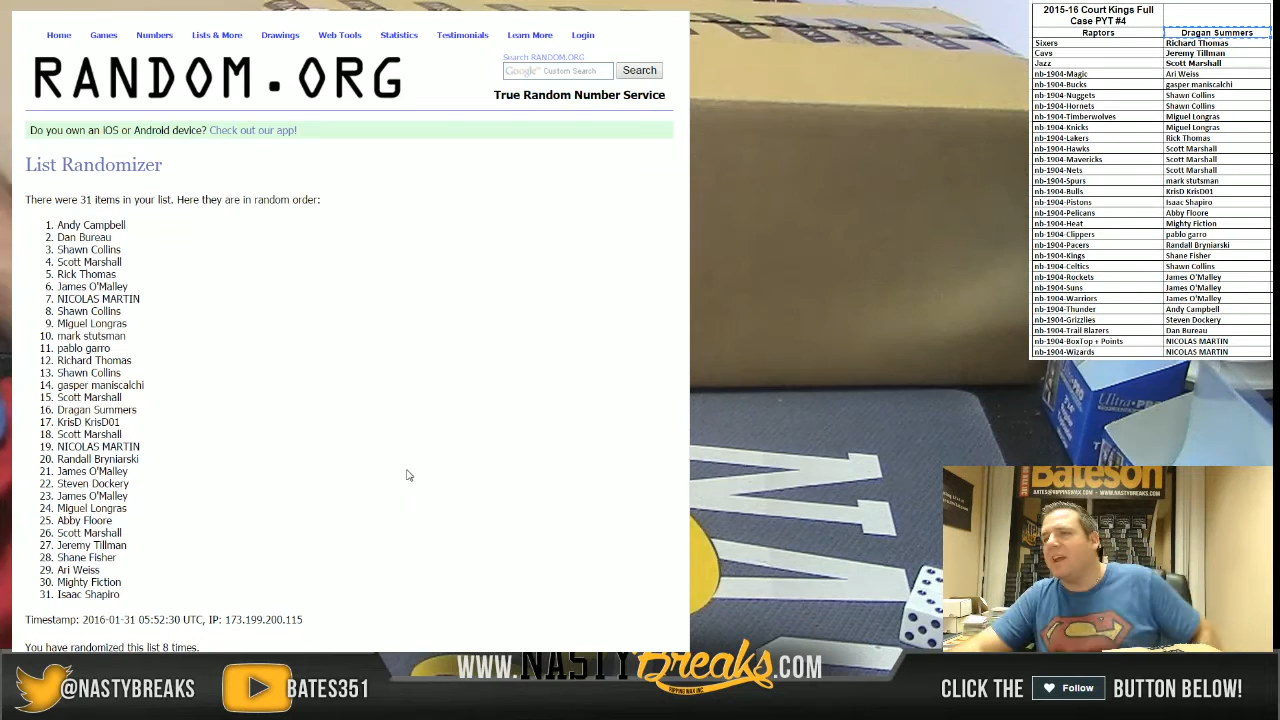 Home Games Numbers Lists & More Drawings Web Tools Statistics Testimonials Learn More Login
RANDOM.ORG
Search RANDOM.ORG
Google™ Custom Search Search
True Random Number Service
Do you own an iOS or Android device? Check out our app!
List Randomizer
There were 31 items in your list. Here they are in random order:
1. Andy Campbell
2. Dan Bureau
3. Shawn Collins
4. Scott Marshall
5. Rick Thomas
6. James O'Malley
7. NICOLAS MARTIN
8. Shawn Collins
9. Miguel Longras
10. mark stutsman
11. pablo garro
12. Richard Thomas
13. Shawn Collins
14. gasper maniscalchi
15. Scott Marshall
16. Dragan Summers
17. KrisD KrisD01
18. Scott Marshall
19. NICOLAS MARTIN
20. Randall Bryniarski
21. James O'Malley
22. Steven Dockery
23. James O'Malley
24. Miguel Longras
25. Abby Floore
26. Scott Marshall
27. Jeremy Tillman
28. Shane Fisher
29. Ari Weiss
30. Mighty Fiction
31. Isaac Shapiro
Timestamp: 2016-01-31 05:52:30 UTC, IP: 173.199.200.115
You have randomized this list 8 times.
2015-16 Court Kings Full
Case PYT #4
Raptors Dragan Summers
Sixers Richard Thomas
Cavs Jeremy Tillman
Jazz Scott Marshall
nb-1904-Magic Ari Weiss
nb-1904-Bucks gasper maniscalchi
nb-1904-Nuggets Shawn Collins
nb-1904-Hornets Shawn Collins
nb-1904-Timberwolves Miguel Longras
nb-1904-Knicks Miguel Longras
nb-1904-Lakers Rick Thomas
nb-1904-Hawks Scott Marshall
nb-1904-Mavericks Scott Marshall
nb-1904-Nets Scott Marshall
nb-1904-Spurs mark stutsman
nb-1904-Bulls KrisD KrisD01
nb-1904-Pistons Isaac Shapiro
nb-1904-Pelicans Abby Floore
nb-1904-Heat Mighty Fiction
nb-1904-Clippers pablo garro
nb-1904-Pacers Randall Bryniarski
nb-1904-Kings Shane Fisher
nb-1904-Celtics Shawn Collins
nb-1904-Rockets James O'Malley
nb-1904-Suns James O'Malley
nb-1904-Warriors James O'Malley
nb-1904-Thunder Andy Campbell
nb-1904-Grizzlies Steven Dockery
nb-1904-Trail Blazers Dan Bureau
nb-1904-BoxTop + Points NICOLAS MARTIN
nb-1904-Wizards NICOLAS MARTIN
Ultra·PRO
Bateson
@NASTYBREAKS
BATES351
WWW.NASTYBreaks.COM
RIPPING WAX INC.
CLICK THE Follow BUTTON BELOW!